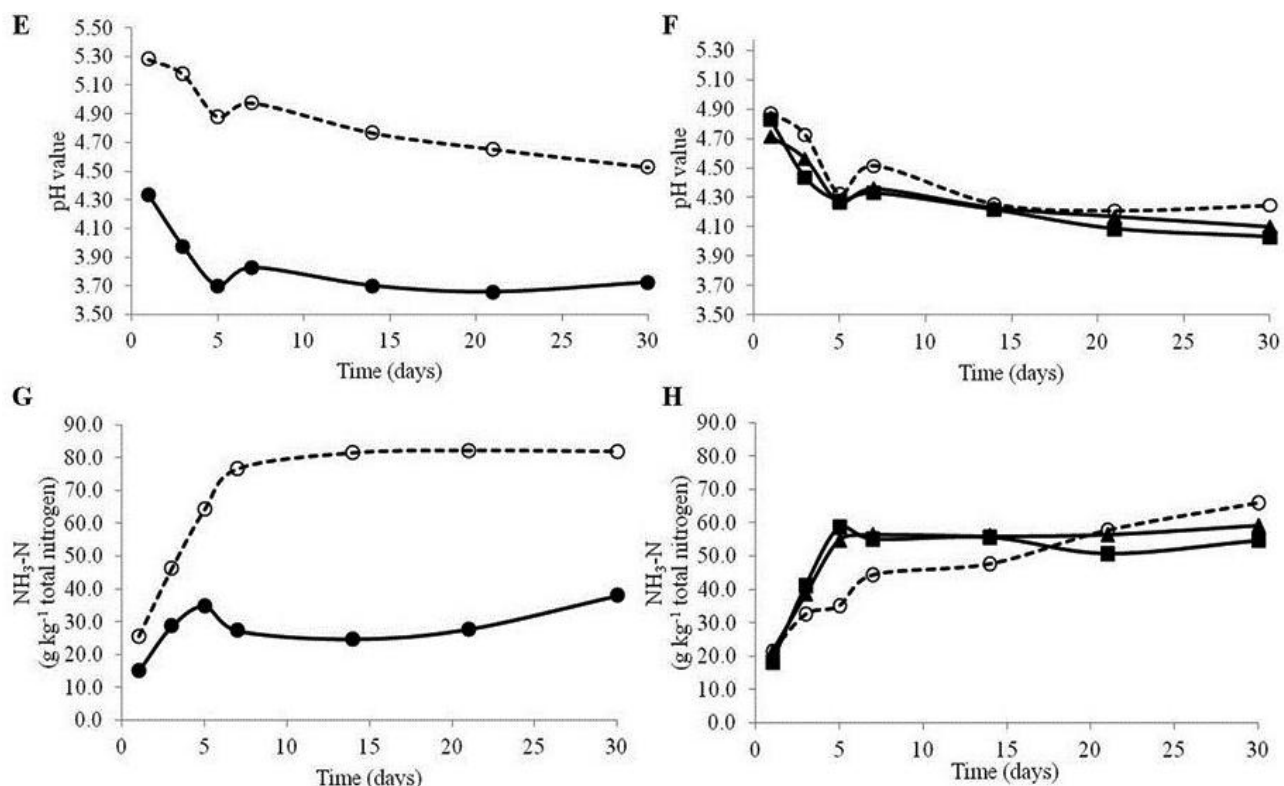 E
5.50
5.30
5.10
4.90
4.70
4.50
4.30
4.10
3.90
3.70
3.50
pH value
0 5 10 15 20 25 30
Time (days)
F
5.30
5.10
4.90
4.70
4.50
4.30
4.10
3.90
3.70
3.50
pH value
0 5 10 15 20 25 30
Time (days)
G
90.0
80.0
70.0
60.0
50.0
40.0
30.0
20.0
10.0
0.0
NH₃-N
(g kg⁻¹ total nitrogen)
0 5 10 15 20 25 30
Time (days)
H
90.0
80.0
70.0
60.0
50.0
40.0
30.0
20.0
10.0
0.0
NH₃-N
(g kg⁻¹ total nitrogen)
0 5 10 15 20 25 30
Time (days)